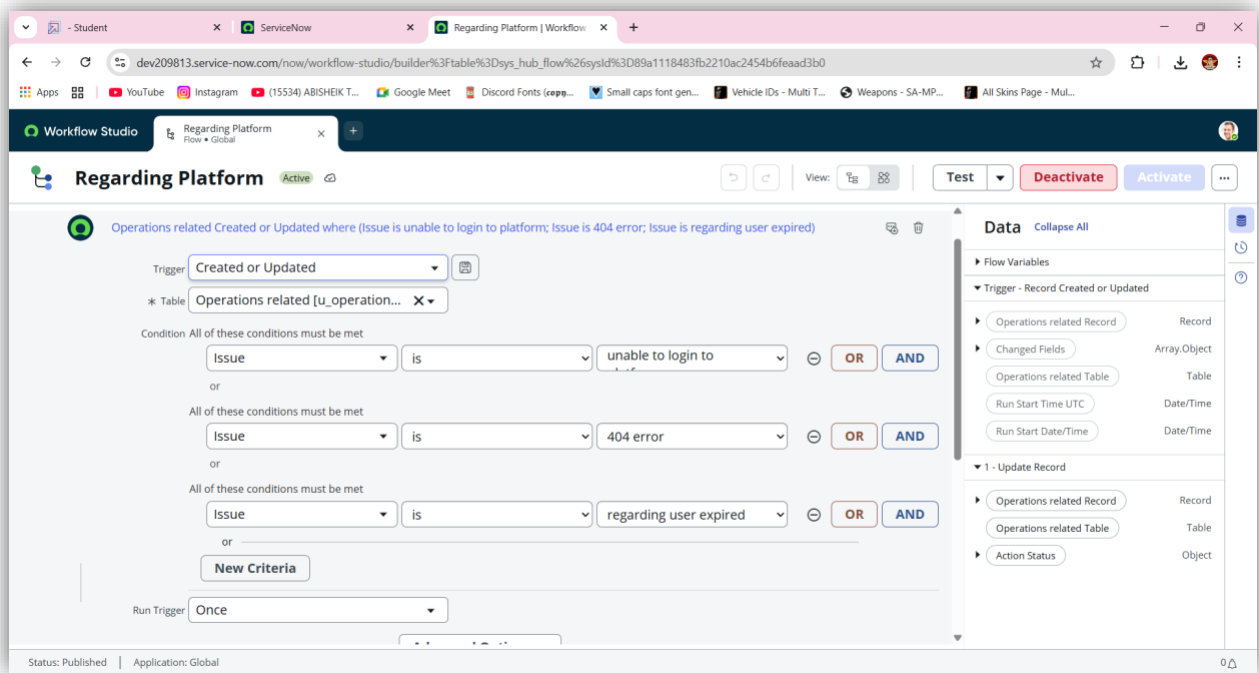 - Student
ServiceNow
Regarding Platform | Workflow
dev209813.service-now.com/now/workflow-studio/builder%3Ftable%3Dsys_hub_flow%26sysId%3D89a1118483fb2210ac2454b6feaad3b0
Apps
YouTube
Instagram
(15534) ABISHEIK T...
Google Meet
Discord Fonts (copy...
Small caps font gen...
Vehicle IDs - Multi T...
Weapons - SA-MP...
All Skins Page - Mul...
Workflow Studio
Regarding Platform
Flow • Global
Regarding Platform
Active
View:
Test
Deactivate
Activate
Operations related Created or Updated where (Issue is unable to login to platform; Issue is 404 error; Issue is regarding user expired)
Trigger Created or Updated
* Table Operations related [u_operation...
Condition All of these conditions must be met
Issue is unable to login to OR AND
or
All of these conditions must be met
Issue is 404 error OR AND
or
All of these conditions must be met
Issue is regarding user expired OR AND
or
New Criteria
Run Trigger Once
Data Collapse All
Flow Variables
Trigger - Record Created or Updated
Operations related Record Record
Changed Fields Array.Object
Operations related Table Table
Run Start Time UTC Date/Time
Run Start Date/Time Date/Time
1 - Update Record
Operations related Record Record
Operations related Table Table
Action Status Object
Status: Published | Application: Global
0